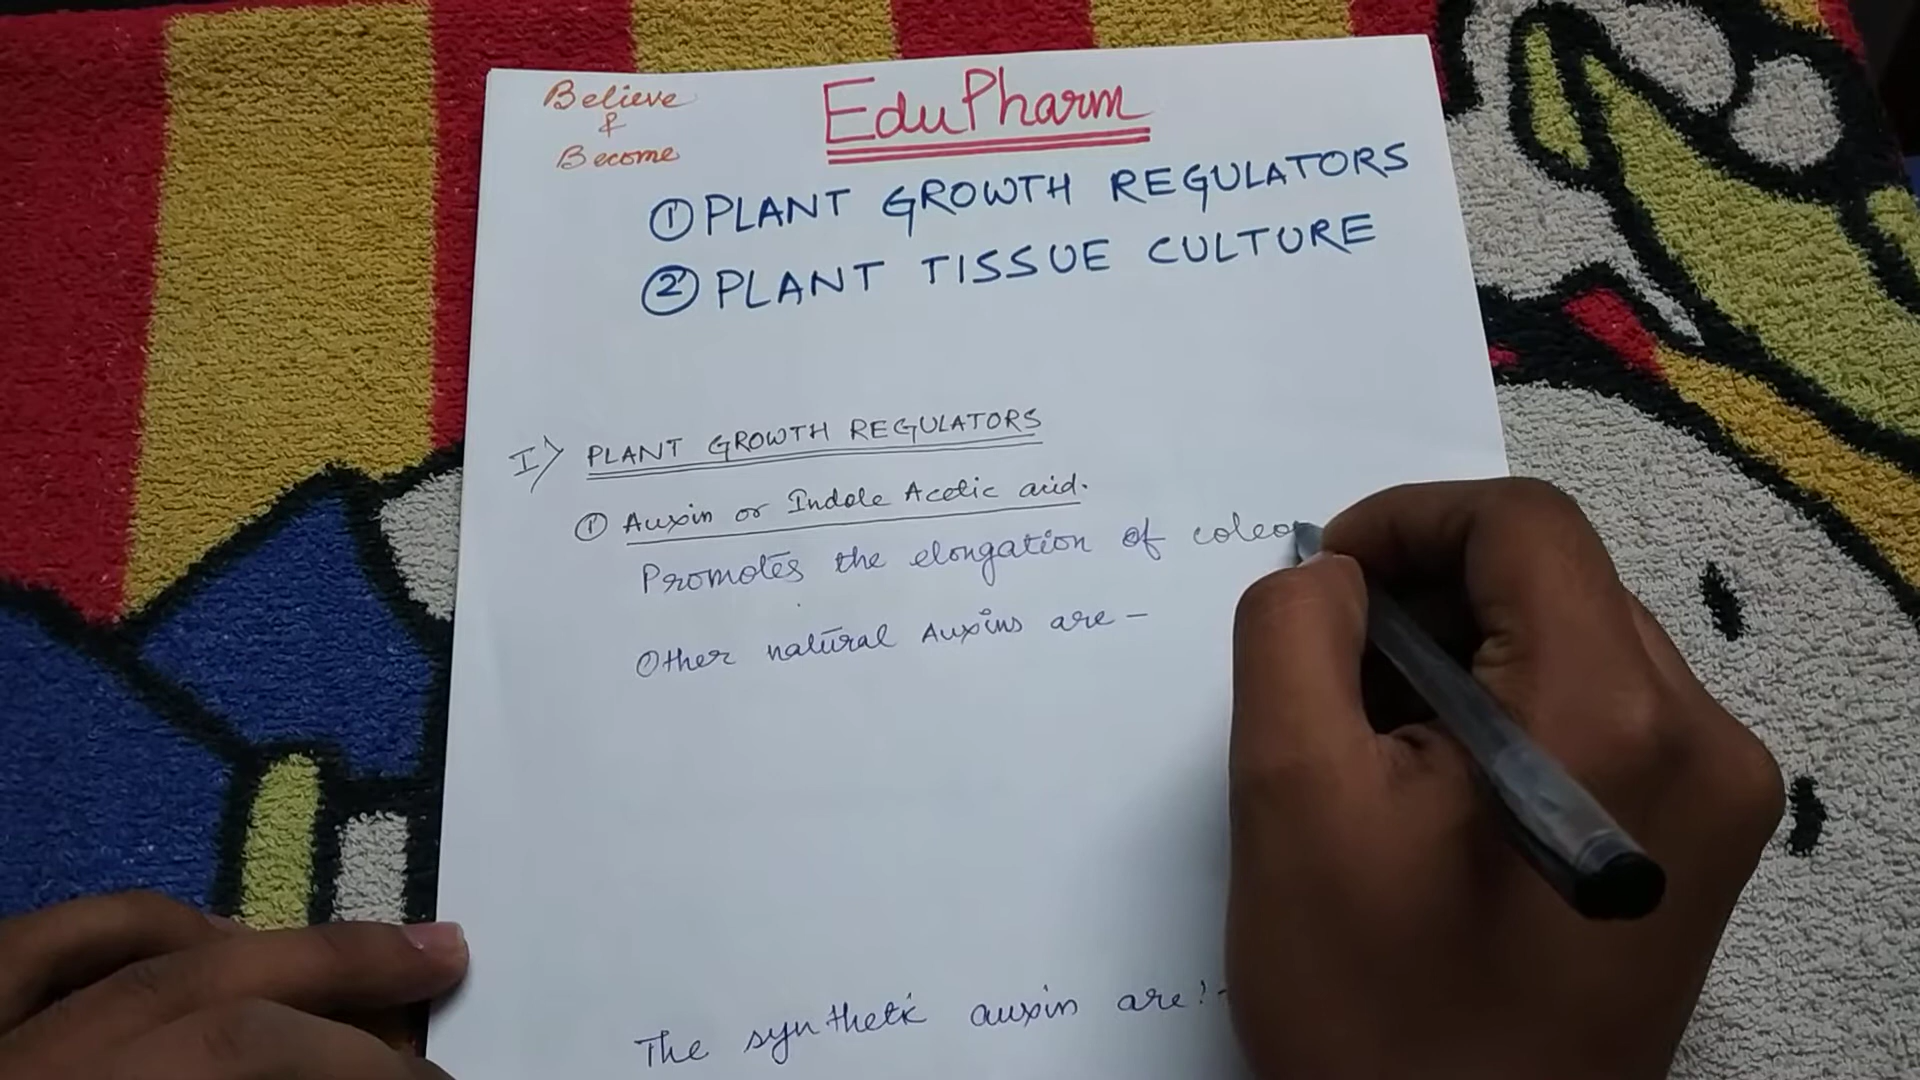 Believe
&
Become
EduPharm
① PLANT GROWTH REGULATORS
② PLANT TISSUE CULTURE
I) PLANT GROWTH REGULATORS
① Auxin or Indole Acetic acid.
Promotes the elongation of coleo
Other natural Auxins are -
The synthetic auxin are :-